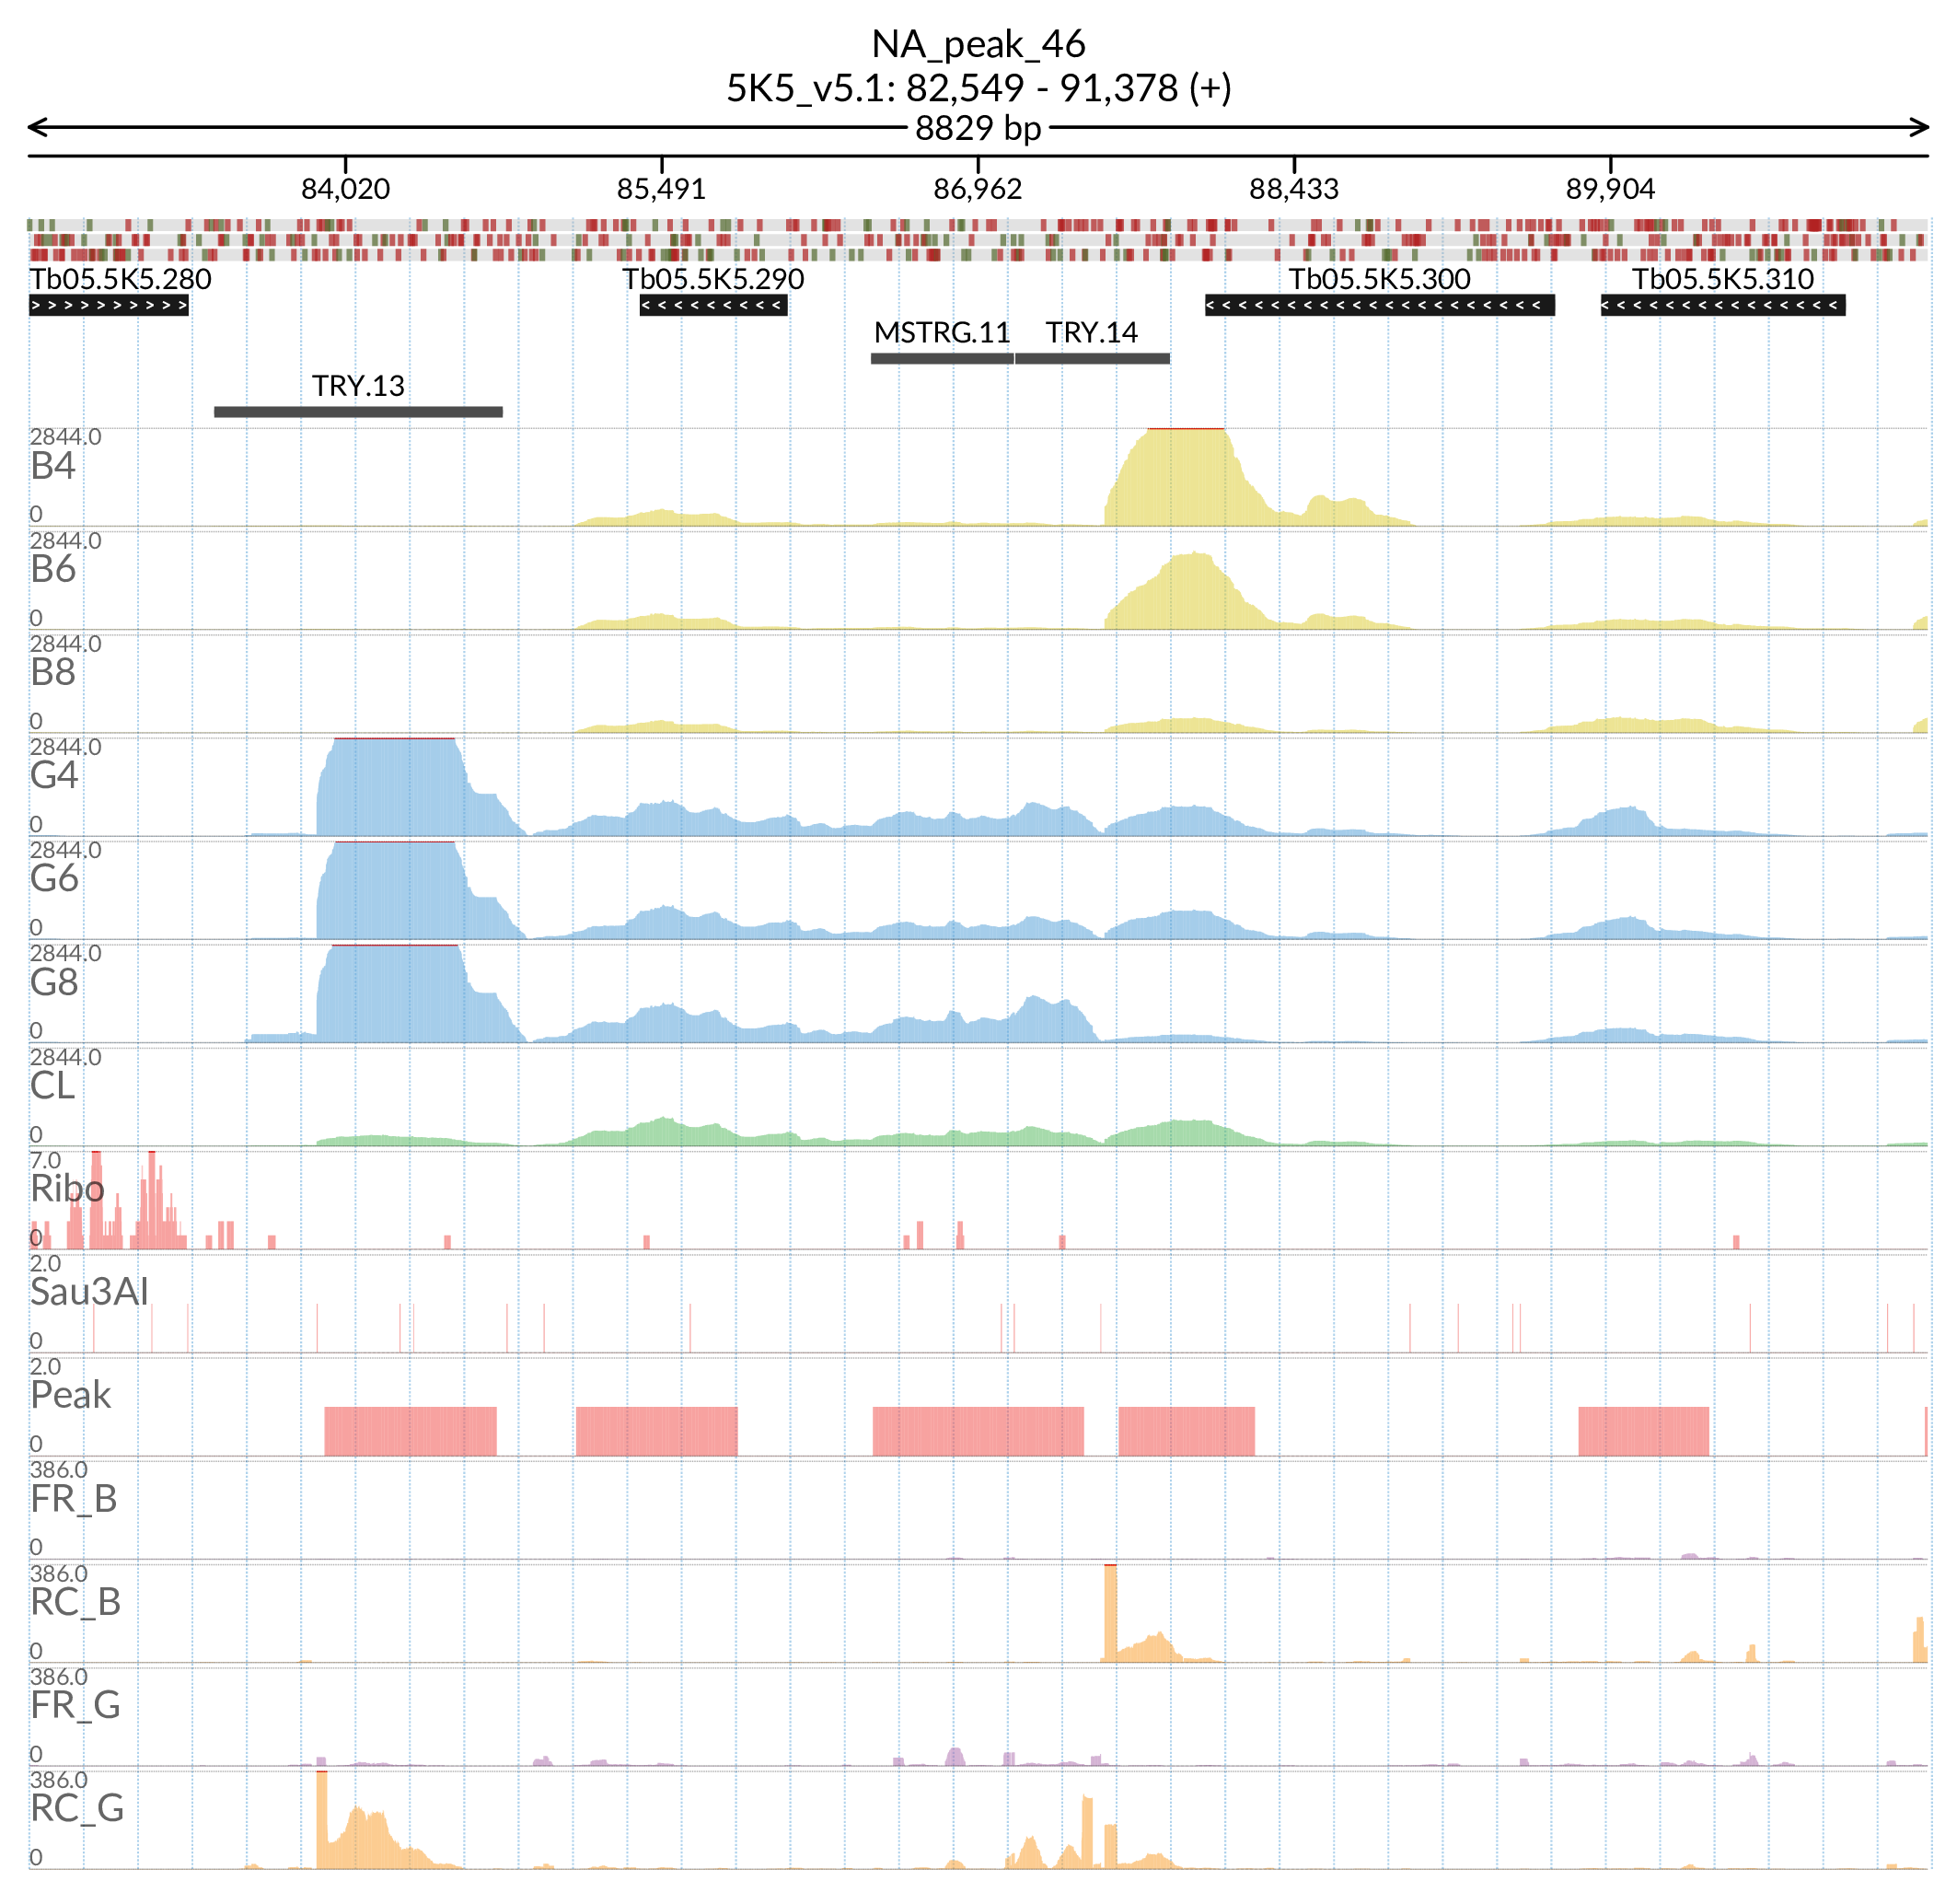 NA_peak_46
5K5_v5.1: 82,549 - 91,378 (+)
8829 bp
84,020 85,491 86,962 88,433 89,904
Tb05.5K5.280 Tb05.5K5.290 Tb05.5K5.300 Tb05.5K5.310
MSTRG.11 TRY.14
TRY.13
2844.0
B4
0
2844.0
B6
0
2844.0
B8
0
2844.0
G4
0
2844.0
G6
0
2844.0
G8
0
2844.0
CL
0
7.0
Ribo
0
2.0
Sau3AI
0
2.0
Peak
0
386.0
FR_B
0
386.0
RC_B
0
386.0
FR_G
0
386.0
RC_G
0